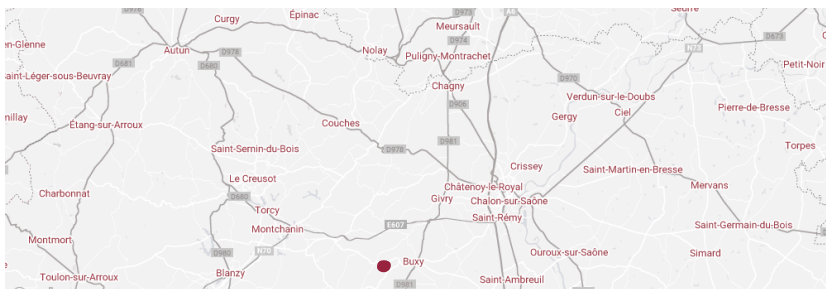 D978
Épinac
D973
A6
Seurre
Curgy
Meursault
en-Glenne
Autun
Nolay
D974
N73
D673
D681
D978
D680
Puligny-Montrachet
Petit-Noir
Saint-Léger-sous-Beuvray
Chagny
D970
Verdun-sur-le-Doubs
D906
Pierre-de-Bresse
nillay
Étang-sur-Arroux
Couches
Gergy
Ciel
D981
Saint-Sernin-du-Bois
D978
Torpes
Crissey
Saint-Martin-en-Bresse
Le Creusot
Châtenoy-le-Royal
Mervans
Charbonnat
D680
Givry
Chalon-sur-Saône
Torcy
Saint-Rémy
Montchanin
E607
Saint-Germain-du-Bois
Montmort
D980
N70
Ouroux-sur-Saône
Simard
Buxy
Toulon-sur-Arroux
Blanzy
D981
Saint-Ambreuil